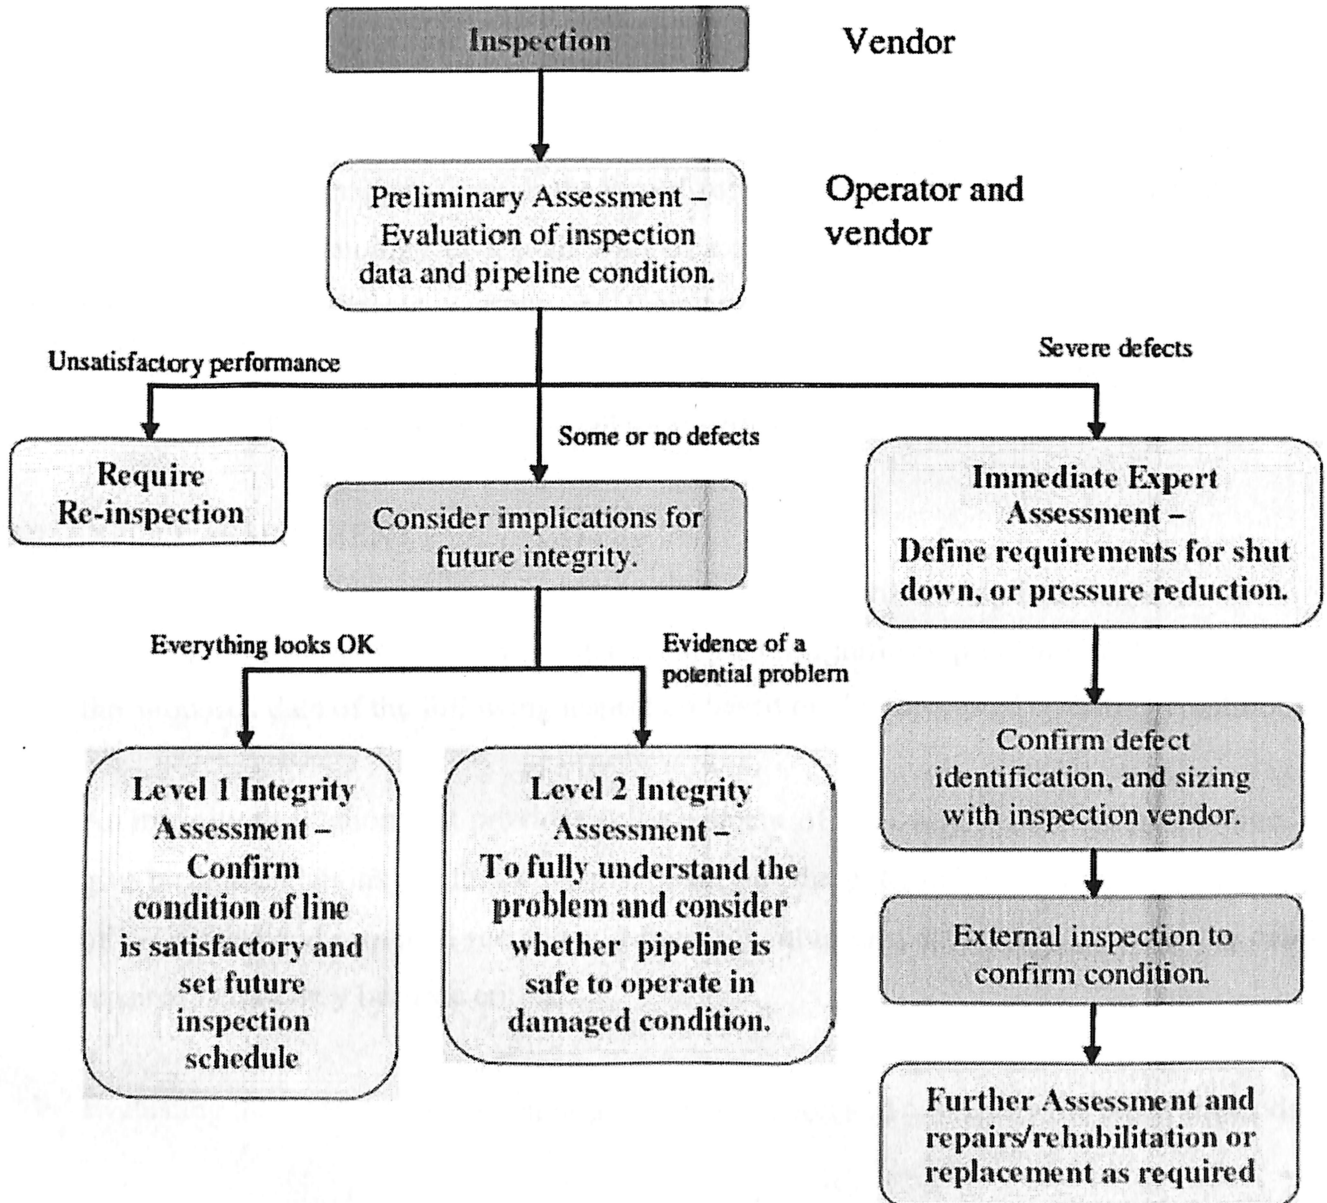 Inspection
Vendor
Preliminary Assessment –
Evaluation of inspection
data and pipeline condition.
Operator and
vendor
Unsatisfactory performance
Severe defects
Some or no defects
Require
Re-inspection
Consider implications for
future integrity.
Immediate Expert
Assessment –
Define requirements for shut
down, or pressure reduction.
Everything looks OK
Evidence of a
potential problem
Level 1 Integrity
Assessment –
Confirm
condition of line
is satisfactory and
set future
inspection
schedule
Level 2 Integrity
Assessment –
To fully understand the
problem and consider
whether pipeline is
safe to operate in
damaged condition.
Confirm defect
identification, and sizing
with inspection vendor.
External inspection to
confirm condition.
Further Assessment and
repairs/rehabilitation or
replacement as required